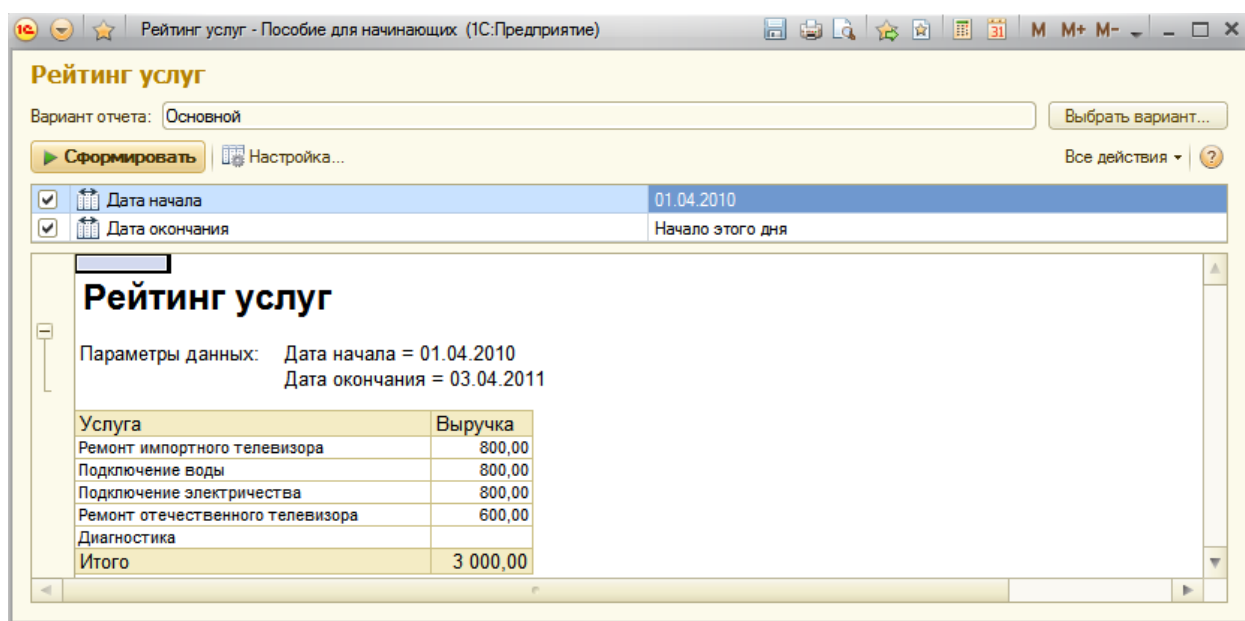 Рейтинг услуг - Пособие для начинающих (1С:Предприятие) 31 M M+ M-
Рейтинг услуг
Вариант отчета: Основной Выбрать вариант...
Сформировать Настройка... Все действия ?
Дата начала 01.04.2010
Дата окончания Начало этого дня
Рейтинг услуг
Параметры данных: Дата начала = 01.04.2010
Дата окончания = 03.04.2011
Услуга Выручка
Ремонт импортного телевизора 800,00
Подключение воды 800,00
Подключение электричества 800,00
Ремонт отечественного телевизора 600,00
Диагностика
Итого 3 000,00